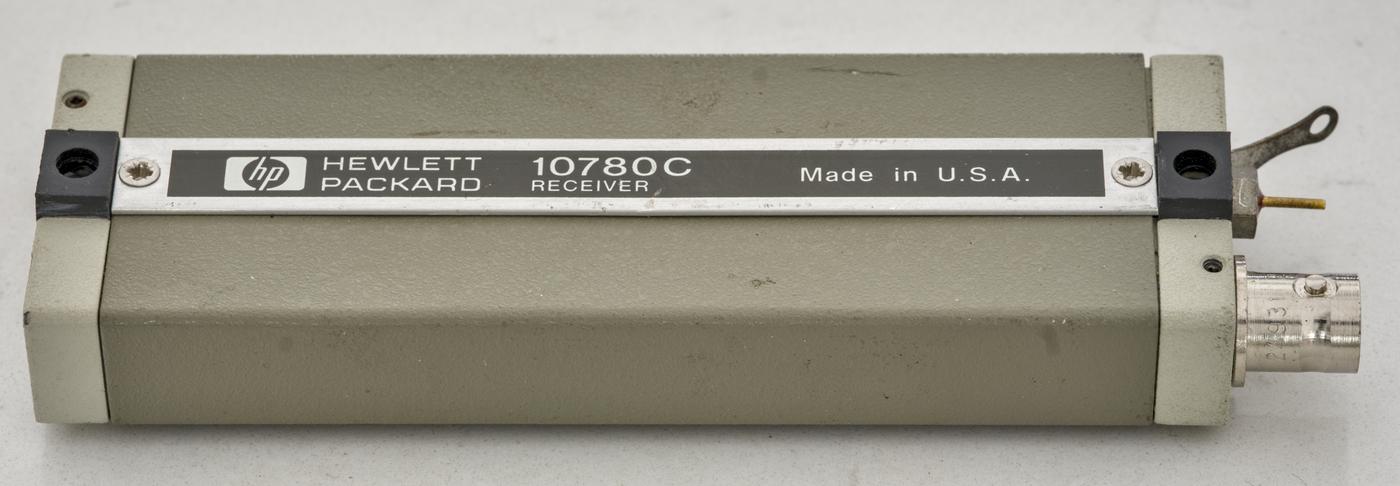 hp HEWLETT PACKARD
10780C
RECEIVER
Made in U.S.A.